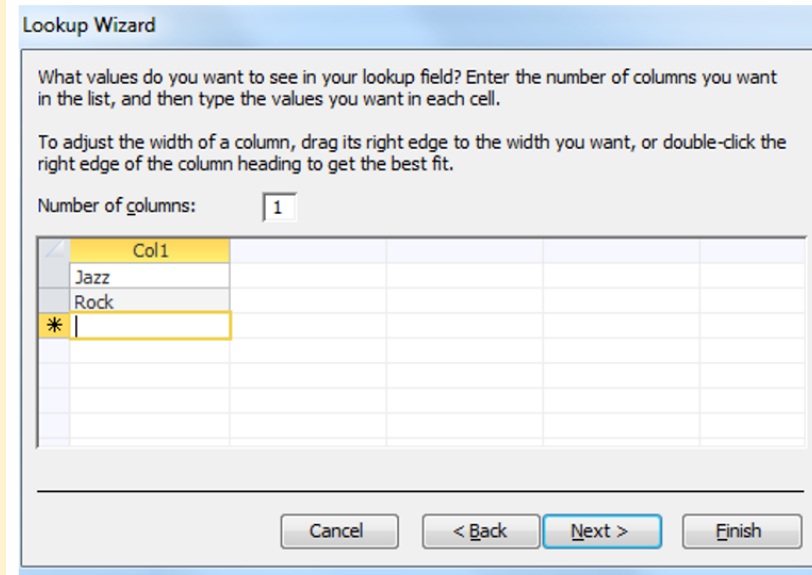 Lookup Wizard
What values do you want to see in your lookup field? Enter the number of columns you want
in the list, and then type the values you want in each cell.
To adjust the width of a column, drag its right edge to the width you want, or double-click the
right edge of the column heading to get the best fit.
Number of columns: 1
Col1
Jazz
Rock
*
Cancel < Back Next > Finish